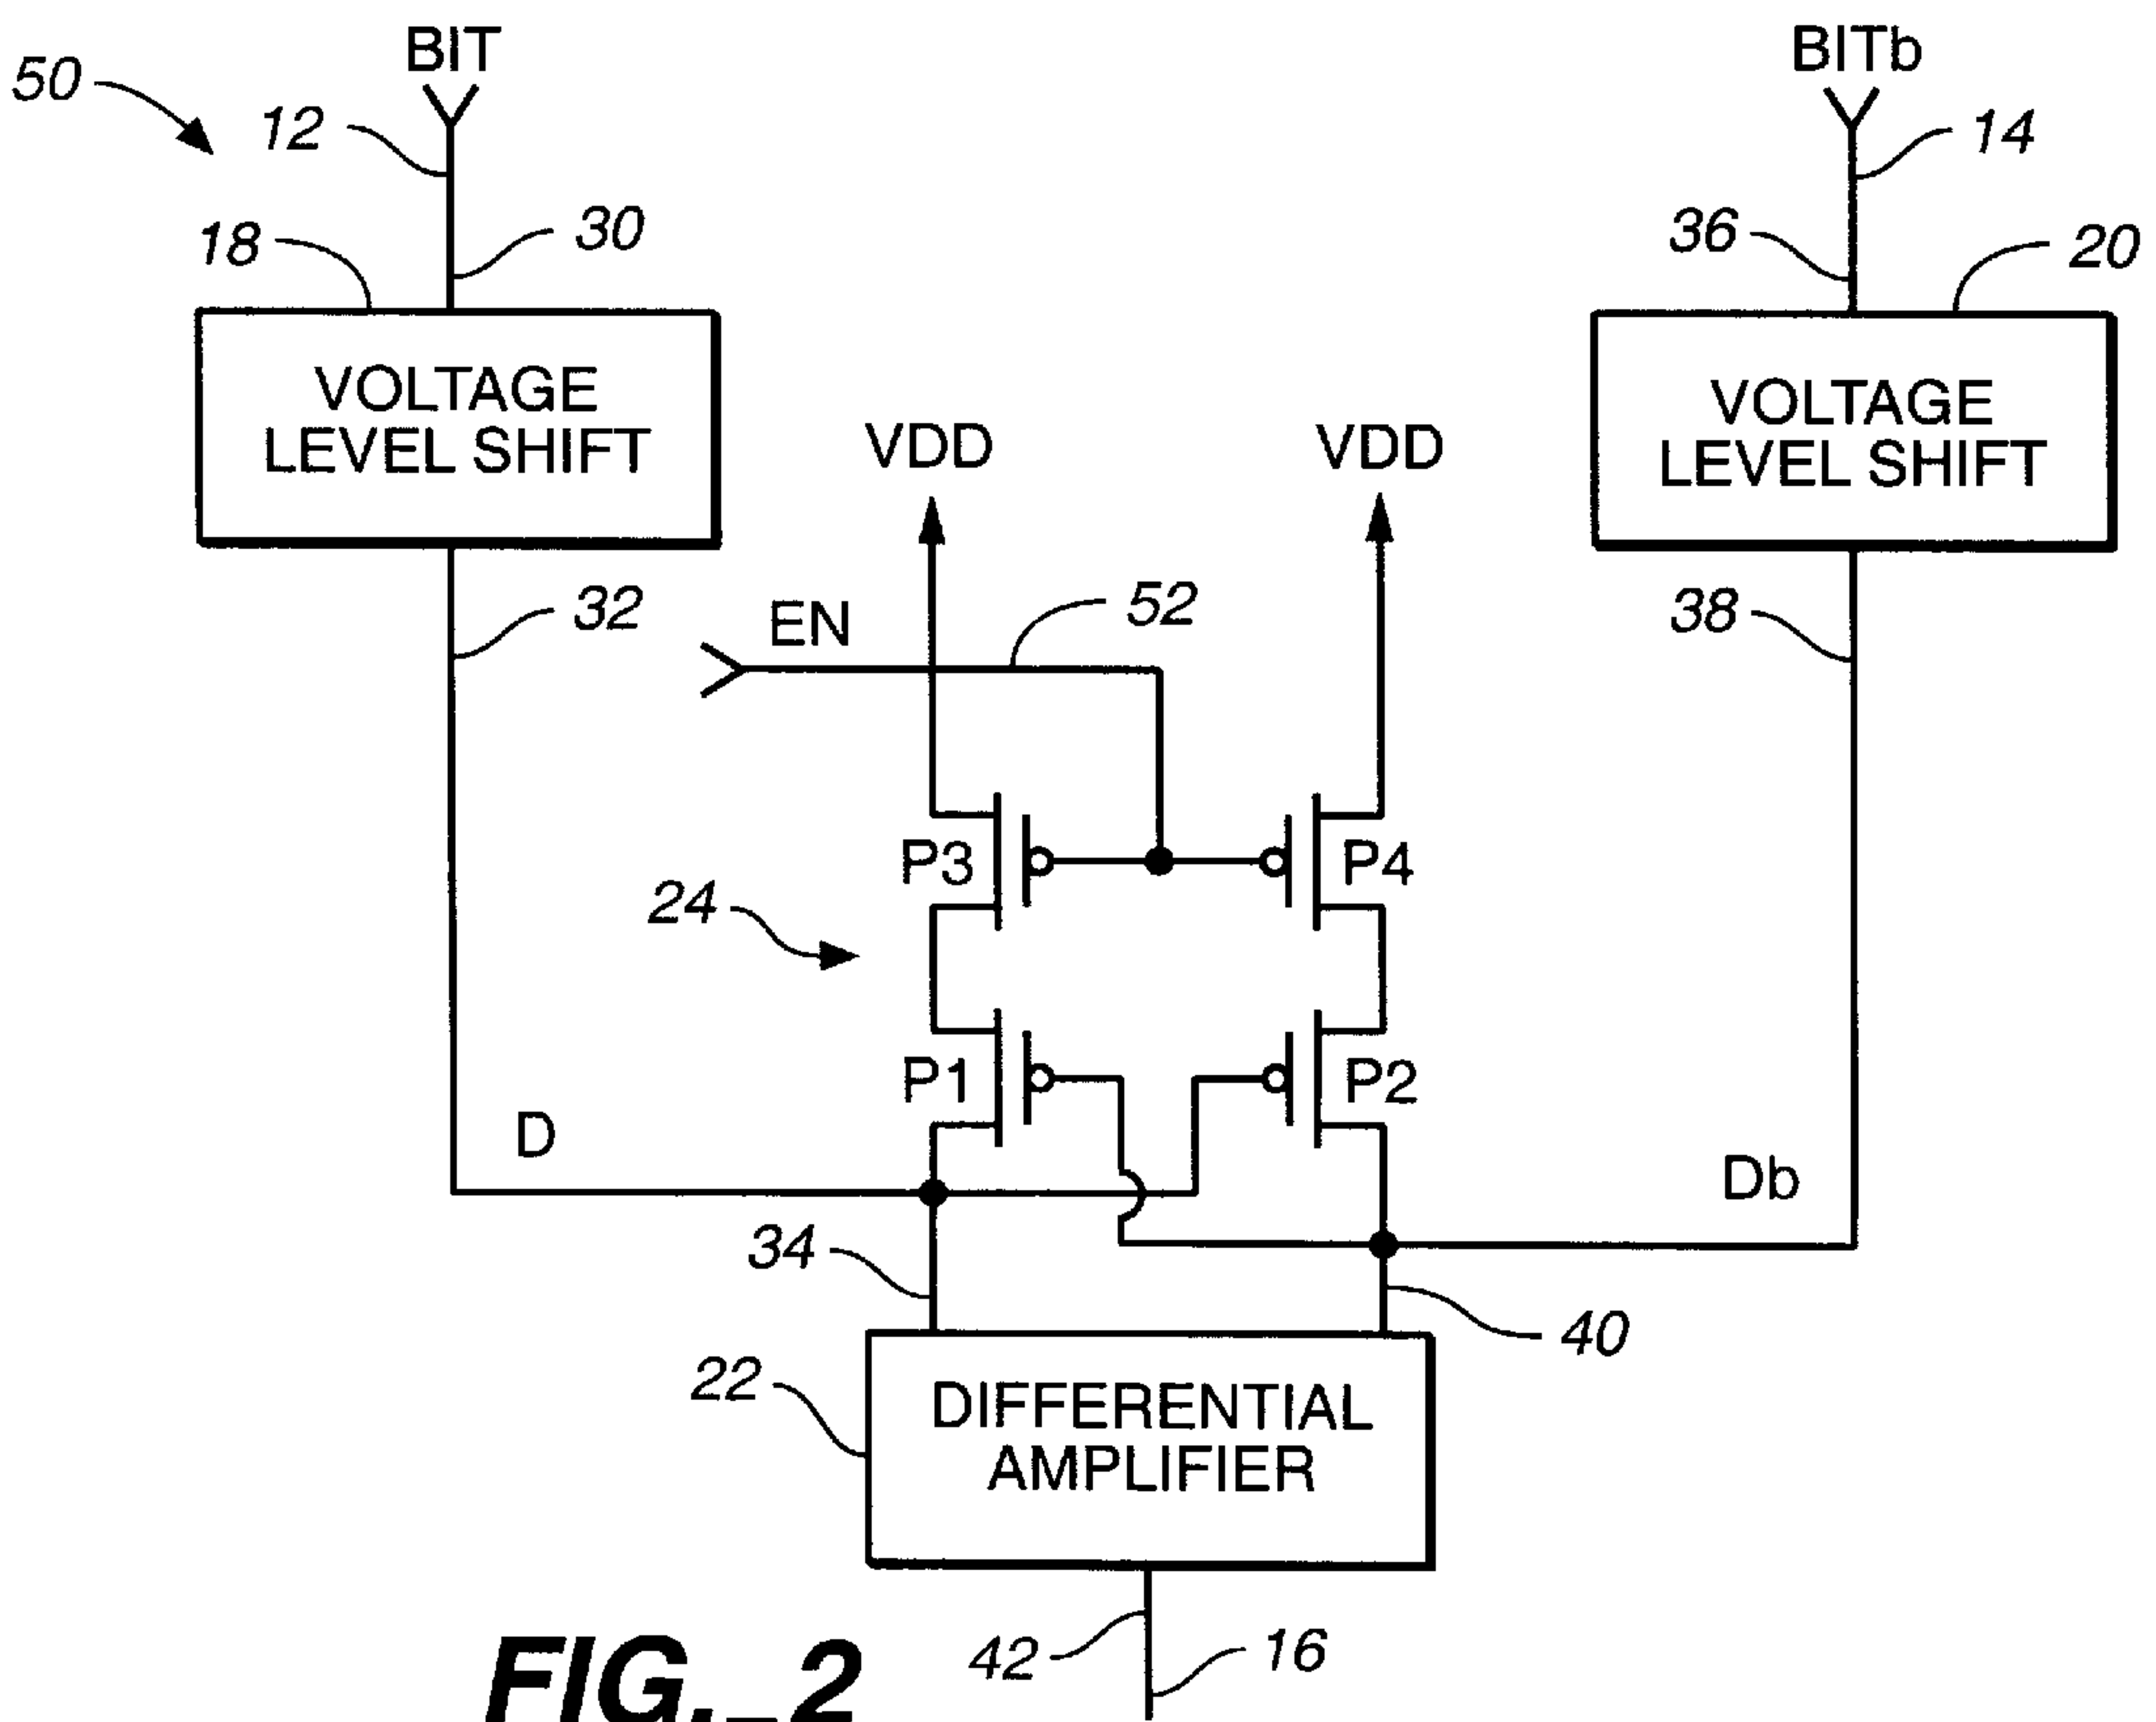 BIT
BITb
50
12
14
18
30
36
20
VOLTAGE
LEVEL SHIFT
VOLTAGE
LEVEL SHIFT
VDD
VDD
32
EN
52
38
P3
P4
24
P1
P2
D
Db
34
40
22
DIFFERENTIAL
AMPLIFIER
42
16
FIG._2